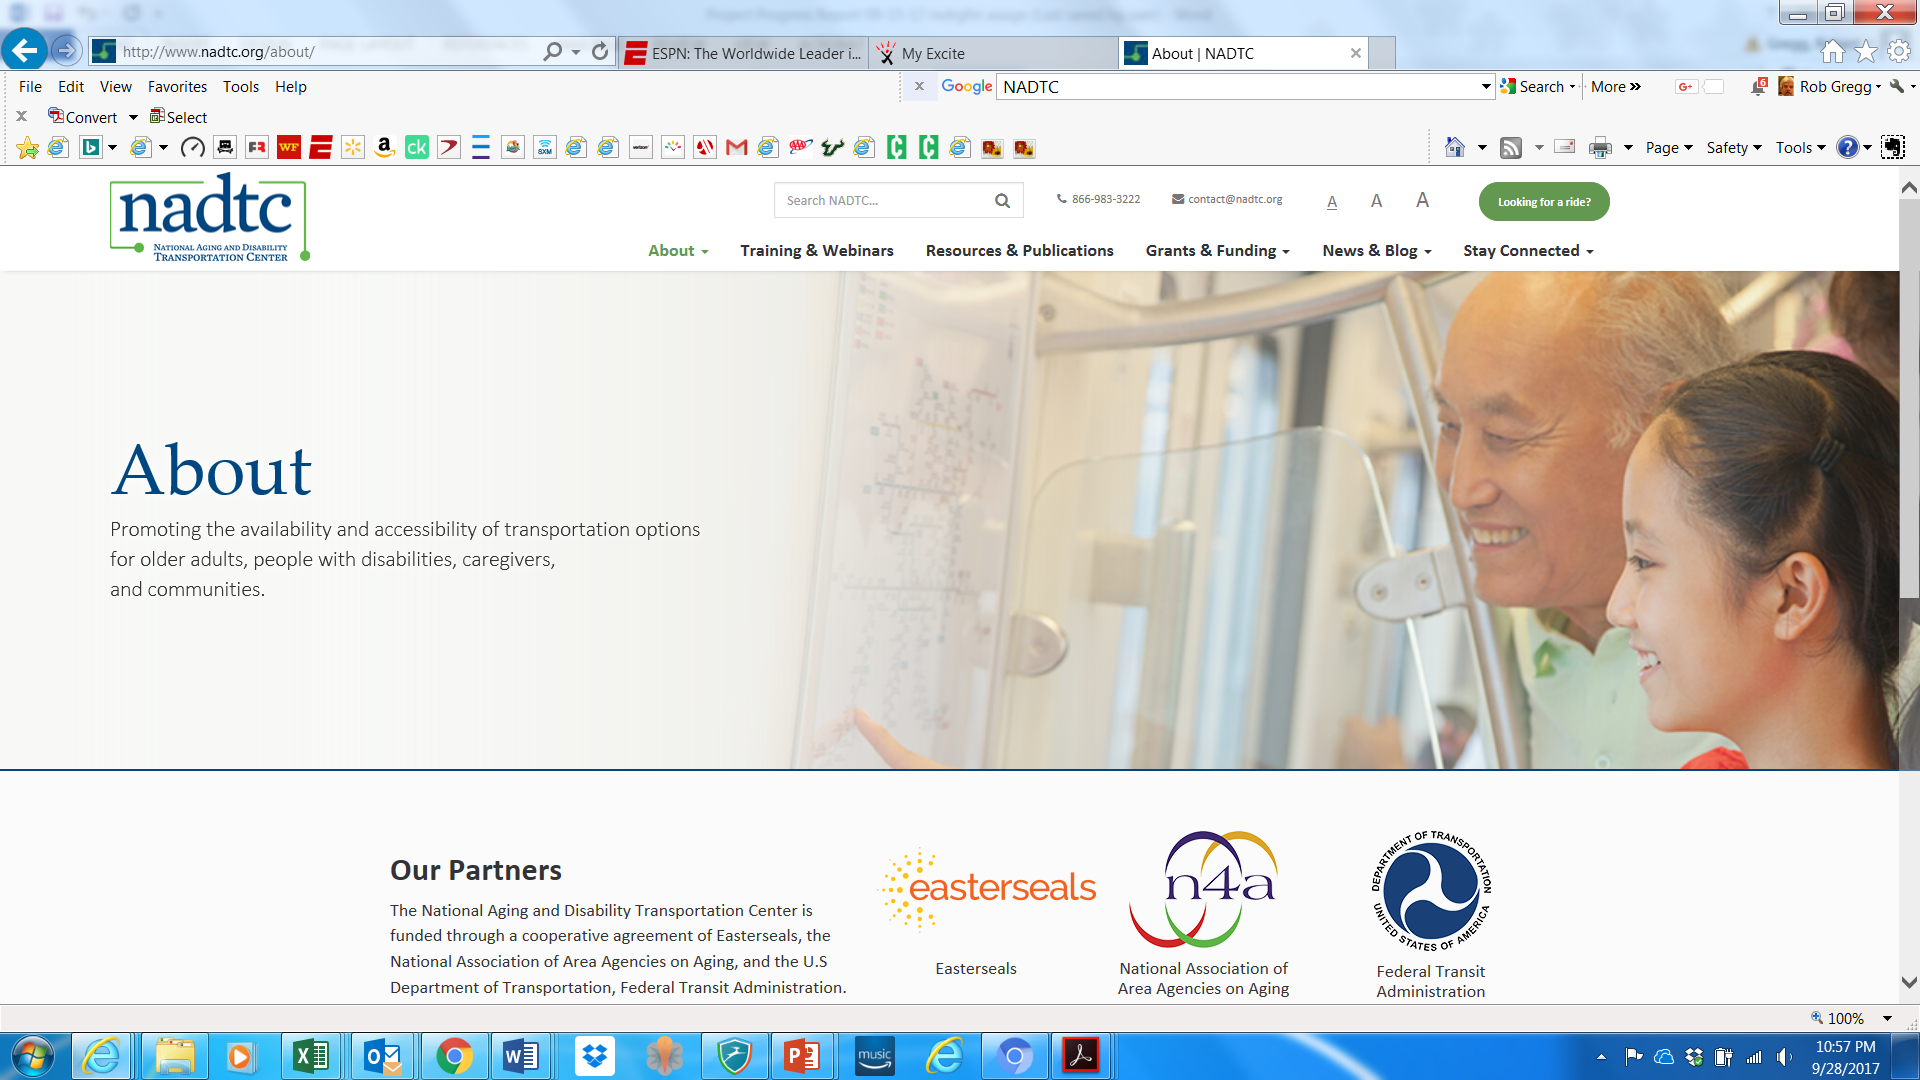 http://www.nadtc.org/about/
ESPN: The Worldwide Leader i...
My Excite
About | NADTC
File Edit View Favorites Tools Help
Google NADTC
Search
More »
G+
6
Rob Gregg
Convert
Select
WF
ck
SXM
Page
Safety
Tools
nadtc
NATIONAL AGING AND DISABILITY
TRANSPORTATION CENTER
Search NADTC...
866-983-3222
contact@nadtc.org
A A A
Looking for a ride?
About
Training & Webinars
Resources & Publications
Grants & Funding
News & Blog
Stay Connected
About
Promoting the availability and accessibility of transportation options
for older adults, people with disabilities, caregivers,
and communities.
Our Partners
The National Aging and Disability Transportation Center is
funded through a cooperative agreement of Easterseals, the
National Association of Area Agencies on Aging, and the U.S
Department of Transportation, Federal Transit Administration.
easterseals
Easterseals
n4a
National Association of
Area Agencies on Aging
DEPARTMENT OF TRANSPORTATION
UNITED STATES OF AMERICA
Federal Transit
Administration
100%
music
10:57 PM
9/28/2017